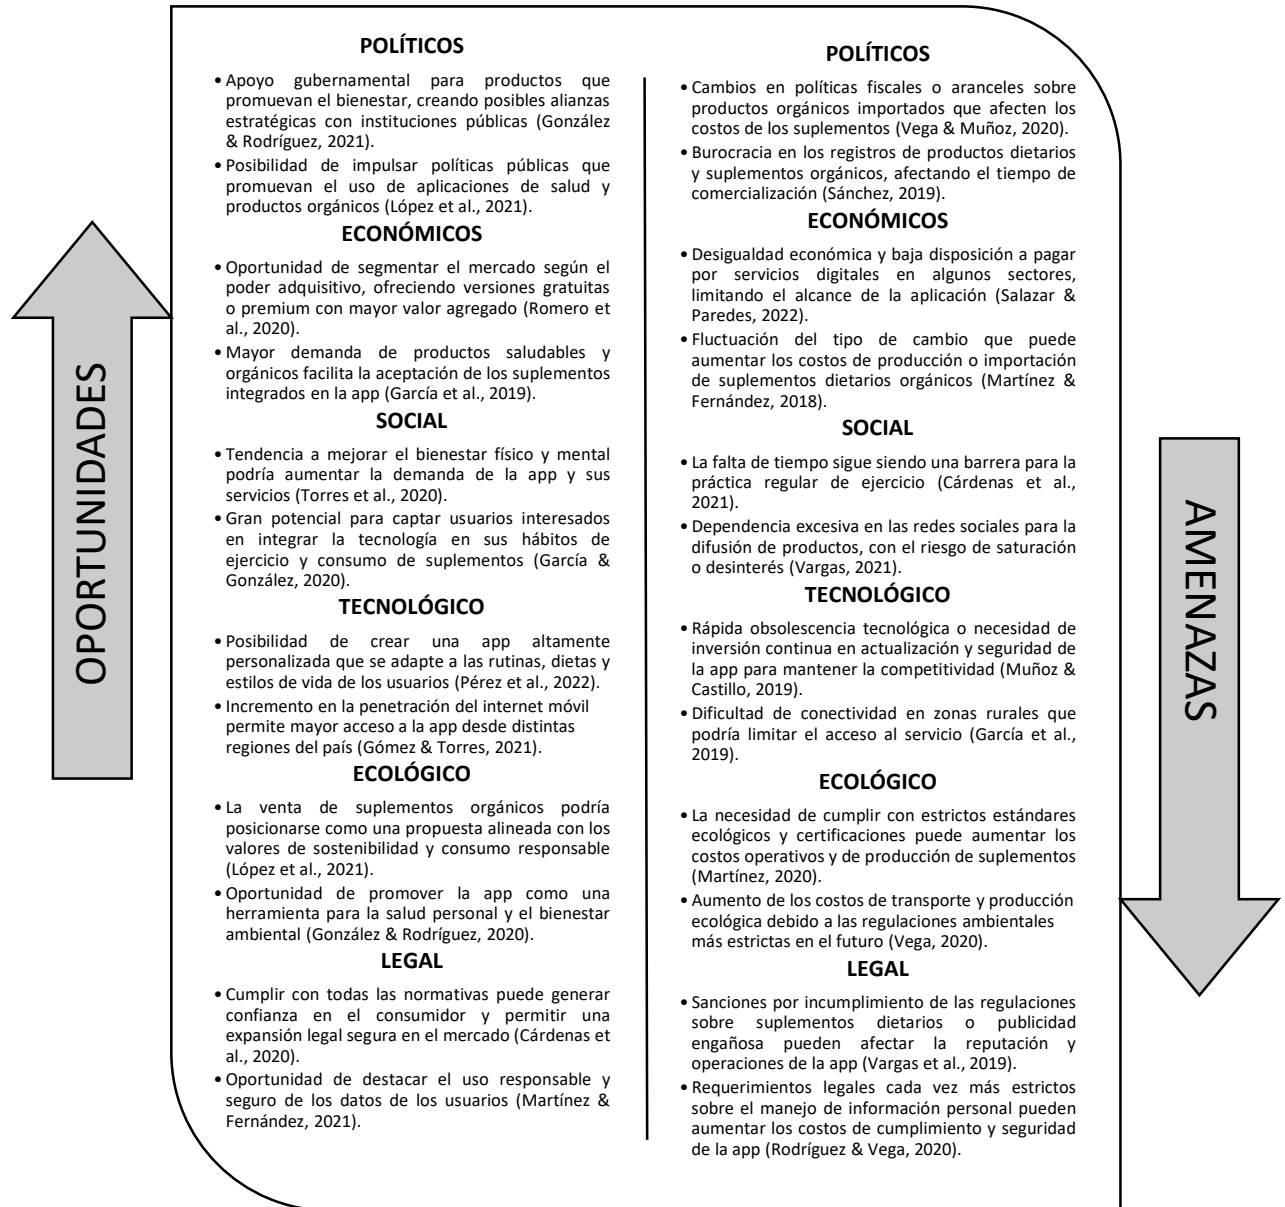 OPORTUNIDADES
POLÍTICOS
• Apoyo gubernamental para productos que
promuevan el bienestar, creando posibles alianzas
estratégicas con instituciones públicas (González
& Rodríguez, 2021).
• Posibilidad de impulsar políticas públicas que
promuevan el uso de aplicaciones de salud y
productos orgánicos (López et al., 2021).
ECONÓMICOS
• Oportunidad de segmentar el mercado según el
poder adquisitivo, ofreciendo versiones gratuitas
o premium con mayor valor agregado (Romero et
al., 2020).
• Mayor demanda de productos saludables y
orgánicos facilita la aceptación de los suplementos
integrados en la app (García et al., 2019).
SOCIAL
• Tendencia a mejorar el bienestar físico y mental
podría aumentar la demanda de la app y sus
servicios (Torres et al., 2020).
• Gran potencial para captar usuarios interesados
en integrar la tecnología en sus hábitos de
ejercicio y consumo de suplementos (García &
González, 2020).
TECNOLÓGICO
• Posibilidad de crear una app altamente
personalizada que se adapte a las rutinas, dietas y
estilos de vida de los usuarios (Pérez et al., 2022).
• Incremento en la penetración del internet móvil
permite mayor acceso a la app desde distintas
regiones del país (Gómez & Torres, 2021).
ECOLÓGICO
• La venta de suplementos orgánicos podría
posicionarse como una propuesta alineada con los
valores de sostenibilidad y consumo responsable
(López et al., 2021).
• Oportunidad de promover la app como una
herramienta para la salud personal y el bienestar
ambiental (González & Rodríguez, 2020).
LEGAL
• Cumplir con todas las normativas puede generar
confianza en el consumidor y permitir una
expansión legal segura en el mercado (Cárdenas et
al., 2020).
• Oportunidad de destacar el uso responsable y
seguro de los datos de los usuarios (Martínez &
Fernández, 2021).
POLÍTICOS
• Cambios en políticas fiscales o aranceles sobre
productos orgánicos importados que afecten los
costos de los suplementos (Vega & Muñoz, 2020).
• Burocracia en los registros de productos dietarios
y suplementos orgánicos, afectando el tiempo de
comercialización (Sánchez, 2019).
ECONÓMICOS
• Desigualdad económica y baja disposición a pagar
por servicios digitales en algunos sectores,
limitando el alcance de la aplicación (Salazar &
Paredes, 2022).
• Fluctuación del tipo de cambio que puede
aumentar los costos de producción o importación
de suplementos dietarios orgánicos (Martínez &
Fernández, 2018).
SOCIAL
• La falta de tiempo sigue siendo una barrera para la
práctica regular de ejercicio (Cárdenas et al.,
2021).
• Dependencia excesiva en las redes sociales para la
difusión de productos, con el riesgo de saturación
o desinterés (Vargas, 2021).
TECNOLÓGICO
• Rápida obsolescencia tecnológica o necesidad de
inversión continua en actualización y seguridad de
la app para mantener la competitividad (Muñoz &
Castillo, 2019).
• Dificultad de conectividad en zonas rurales que
podría limitar el acceso al servicio (García et al.,
2019).
ECOLÓGICO
• La necesidad de cumplir con estrictos estándares
ecológicos y certificaciones puede aumentar los
costos operativos y de producción de suplementos
(Martínez, 2020).
• Aumento de los costos de transporte y producción
ecológica debido a las regulaciones ambientales
más estrictas en el futuro (Vega, 2020).
LEGAL
• Sanciones por incumplimiento de las regulaciones
sobre suplementos dietarios o publicidad
engañosa pueden afectar la reputación y
operaciones de la app (Vargas et al., 2019).
• Requerimientos legales cada vez más estrictos
sobre el manejo de información personal pueden
aumentar los costos de cumplimiento y seguridad
de la app (Rodríguez & Vega, 2020).
AMENAZAS